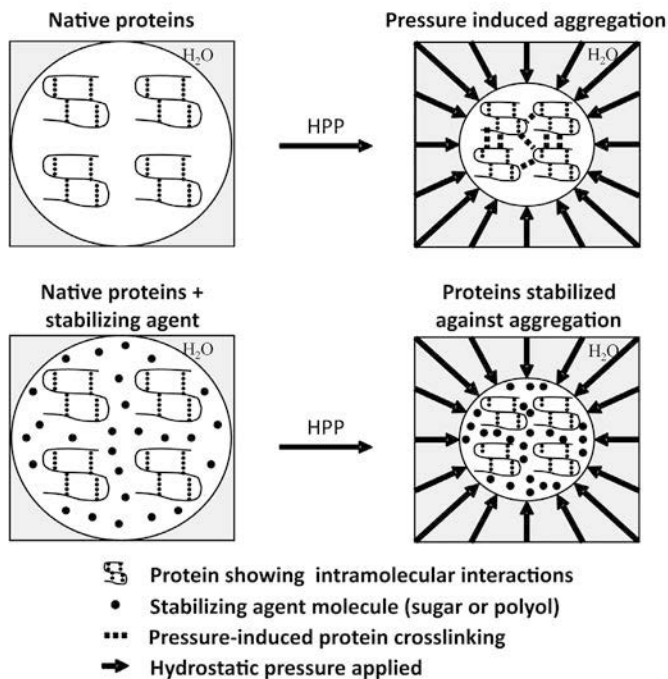 Native proteins
Pressure induced aggregation
H₂O
H₂O
HPP
Native proteins +
stabilizing agent
Proteins stabilized
against aggregation
H₂O
H₂O
HPP
Protein showing intramolecular interactions
Stabilizing agent molecule (sugar or polyol)
Pressure-induced protein crosslinking
Hydrostatic pressure applied